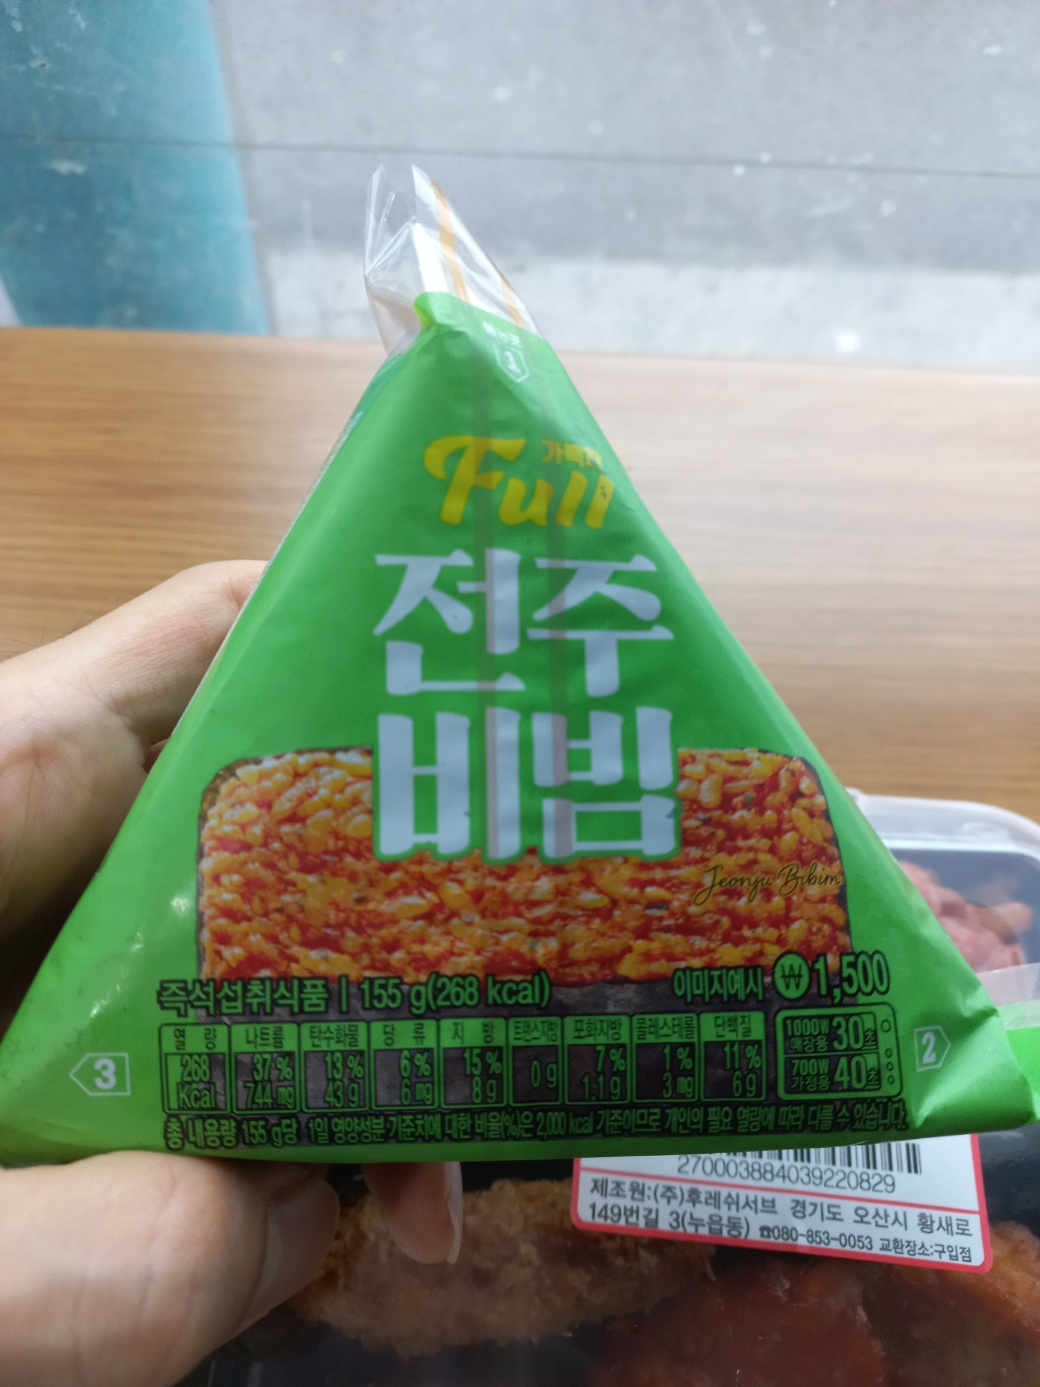 뜯는곳
1
가득찬
Full
전주
비빔
Jeonju Bibim
즉석섭취식품 | 155 g(268 kcal)
이미지예시 ₩1,500
열량 나트륨 탄수화물 당류 지방 트랜스지방 포화지방 콜레스테롤 단백질
268 37% 13% 6% 15% 0g 7% 1% 11%
Kcal 744 mg 43 g 6 mg 8 g 1.1 g 3 mg 6 g
1000W 매장용 30초
700W 가정용 40초
3
2
총 내용량 155 g당 1일 영양성분 기준치에 대한 비율(%)은 2,000 kcal 기준이므로 개인의 필요 열량에 따라 다를 수 있습니다.
270003884039220829
제조원:(주)후레쉬서브 경기도 오산시 황새로
149번길 3(누읍동) ☎080-853-0053 교환장소:구입점